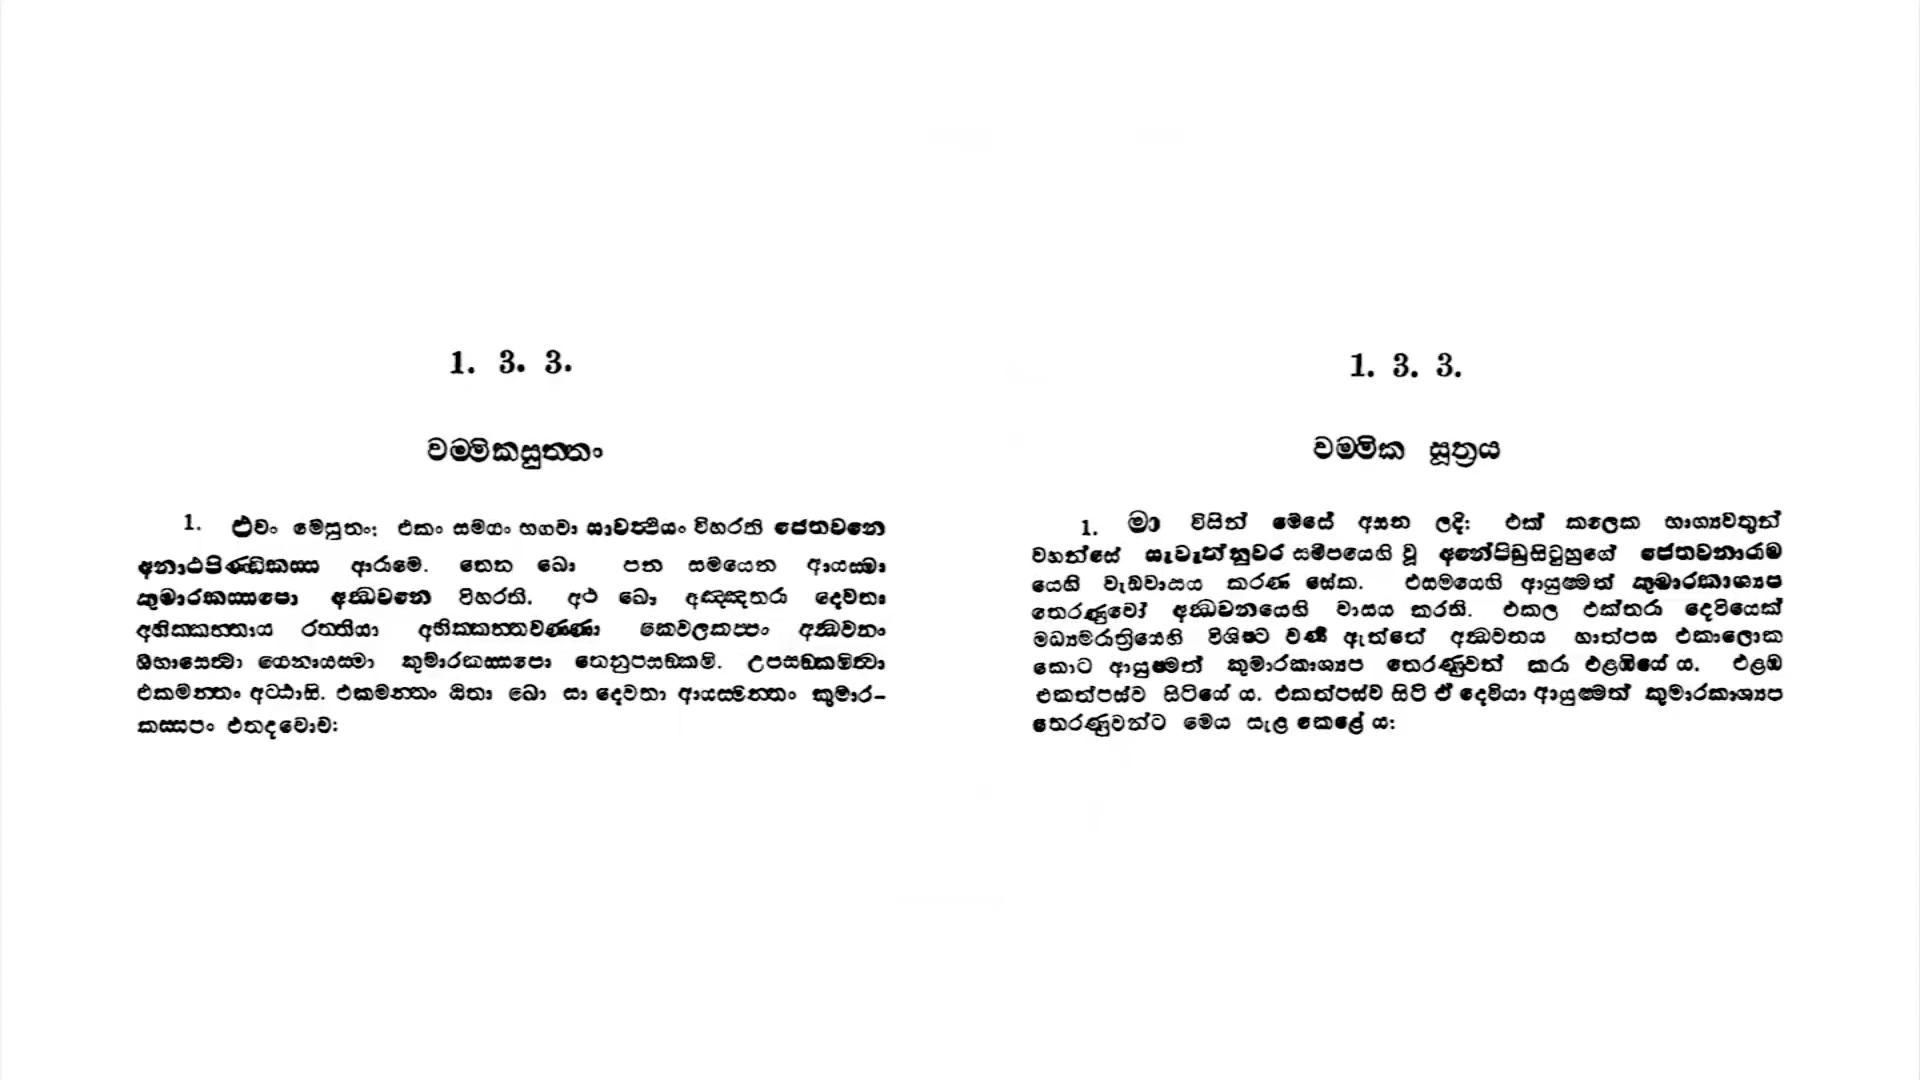 1. 3. 3.
වම්මිකසුත්තං
1. එවං මෙසුතං: එකං සමයං භගවා සාවත්ථියං විහරති ජෙතවනෙ
අනාථපිණ්ඩිකස්ස ආරාමෙ. තෙන ඛො පන සමයෙන ආයස්මා
කුමාරකස්සපො අන්ධවනෙ විහරති. අථ ඛො අඤ්ඤතරා දෙවතා
අභික්කන්තාය රත්තියා අභික්කන්තවණ්ණා කෙවලකප්පං අන්ධවනං
ඔභාසෙත්වා යෙනායස්මා කුමාරකස්සපො තෙනුපසඞ්කමි. උපසඞ්කමිත්වා
එකමන්තං අට්ඨාසි. එකමන්තං ඨිතා ඛො සා දෙවතා ආයස්මන්තං කුමාර-
කස්සපං එතදවොච:
1. 3. 3.
වම්මික සූත්‍රය
1. මා විසින් මෙසේ අසන ලදි: එක් කලෙක භාග්‍යවතුන්
වහන්සේ සැවැත්නුවර සමීපයෙහි වූ අනේපිඬුසිටුහුගේ ජේතවනාරාම
යෙහි වැඩවාසය කරණ සේක. එසමයෙහි ආයුෂ්මත් කුමාරකාශ්‍යප
තෙරණුවෝ අන්ධවනයෙහි වාසය කරති. එකල එක්තරා දෙවියෙක්
මධ්‍යමරාත්‍රියෙහි විශිෂ්ට වර්‍ණ ඇත්තේ අන්ධවනය හාත්පස එකාලොක
කොට ආයුෂ්මත් කුමාරකාශ්‍යප තෙරණුවන් කරා එළඹියේ ය. එළඹ
එකත්පස්ව සිටියේ ය. එකත්පස්ව සිටි ඒ දෙවියා ආයුෂ්මත් කුමාරකාශ්‍යප
තෙරණුවන්ට මෙය සැළ කෙළේ ය: